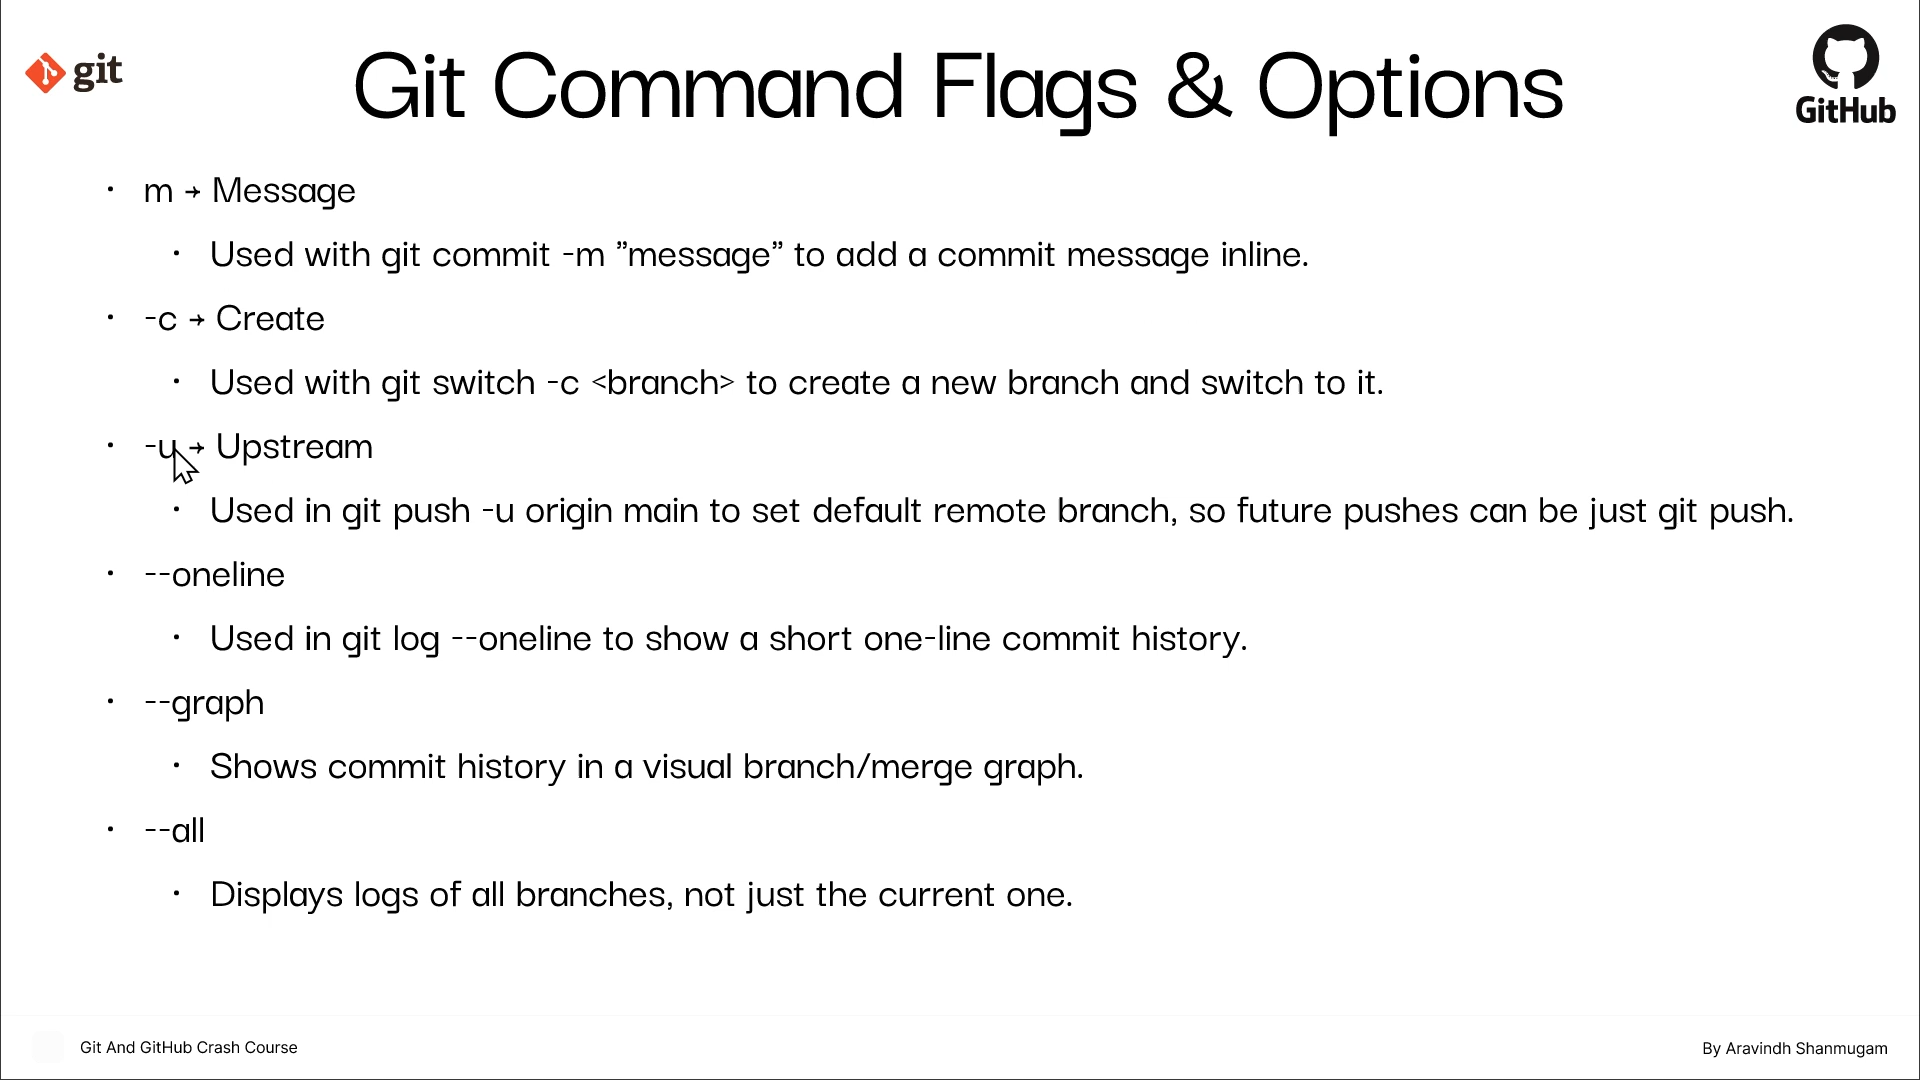 git
Git Command Flags & Options
GitHub
· m → Message
· Used with git commit -m ”message” to add a commit message inline.
· -c → Create
· Used with git switch -c <branch> to create a new branch and switch to it.
· -u → Upstream
· Used in git push -u origin main to set default remote branch, so future pushes can be just git push.
· --oneline
· Used in git log --oneline to show a short one-line commit history.
· --graph
· Shows commit history in a visual branch/merge graph.
· --all
· Displays logs of all branches, not just the current one.
Git And GitHub Crash Course
By Aravindh Shanmugam